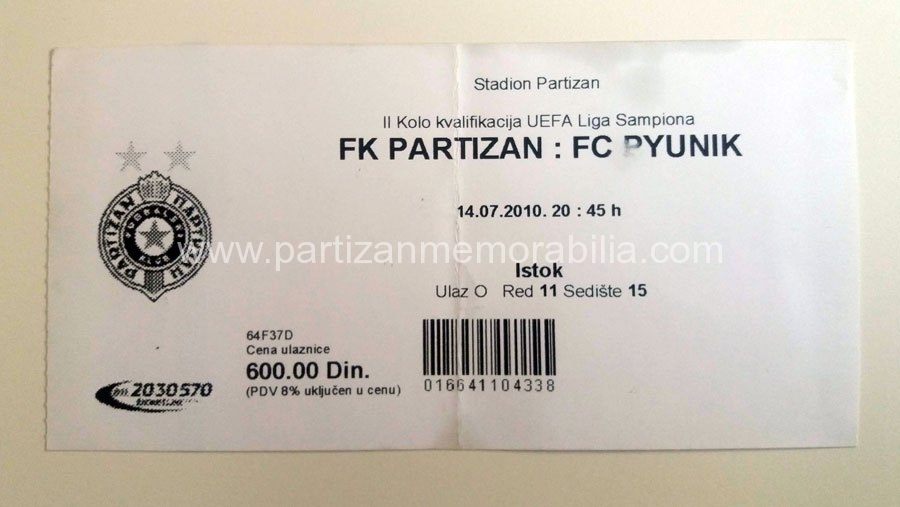 Stadion Partizan
II Kolo kvalifikacija UEFA Liga Sampiona
FK PARTIZAN : FC PYUNIK
14.07.2010. 20 : 45 h
PARTIZAN ПАРТИЗАН
www.partizanmemorabilia.com
Istok
Ulaz O Red 11 Sedište 15
64F37D
Cena ulaznice
600.00 Din.
(PDV 8% uključen u cenu)
016641104338
2030570